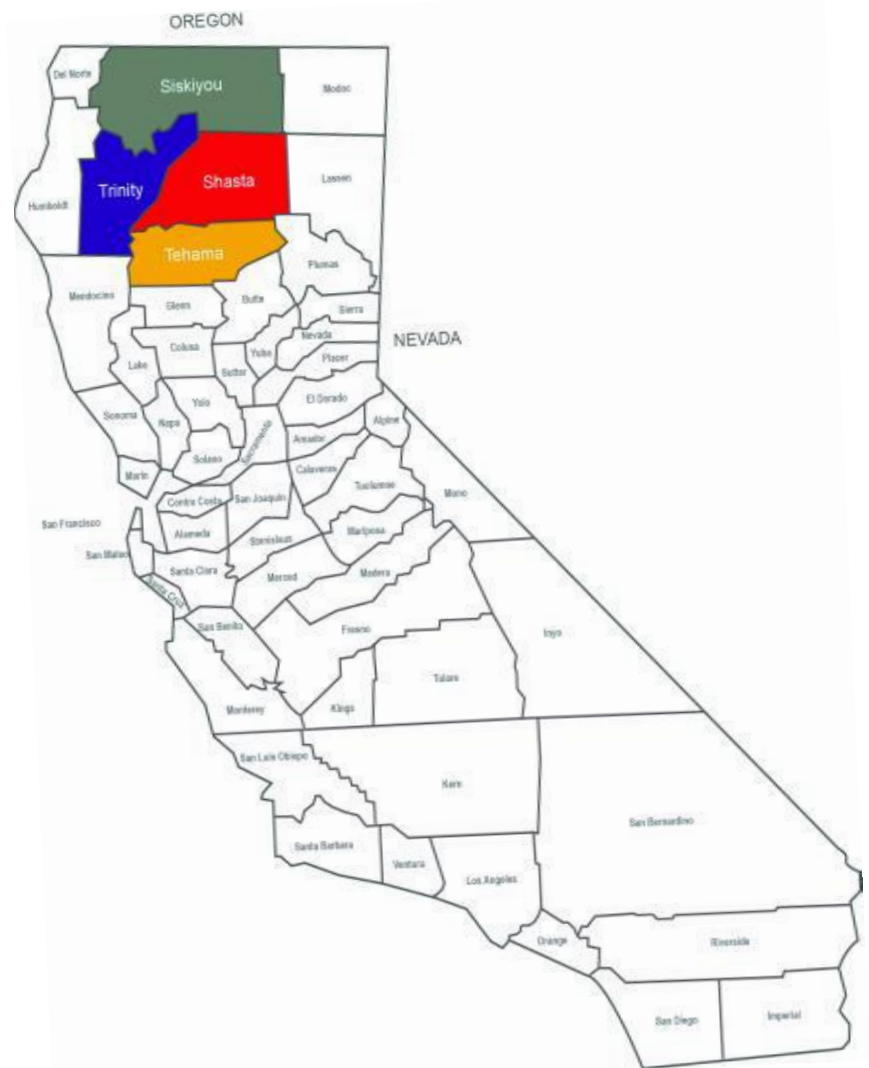 OREGON
Del Norte
Siskiyou
Modoc
Trinity
Shasta
Lassen
Humboldt
Tehama
Plumas
Mendocino
Glenn
Butte
Sierra
NEVADA
Nevada
Colusa
Yuba
Placer
Lake
Sutter
El Dorado
Yolo
Sonoma
Napa
Sacramento
Alpine
Amador
Solano
Marin
Calaveras
Tuolumne
Mono
Contra Costa
San Joaquin
San Francisco
Alameda
Stanislaus
Mariposa
San Mateo
Santa Clara
Merced
Madera
Santa Cruz
San Benito
Fresno
Inyo
Tulare
Monterey
Kings
San Luis Obispo
Kern
San Bernardino
Santa Barbara
Ventura
Los Angeles
Orange
Riverside
San Diego
Imperial